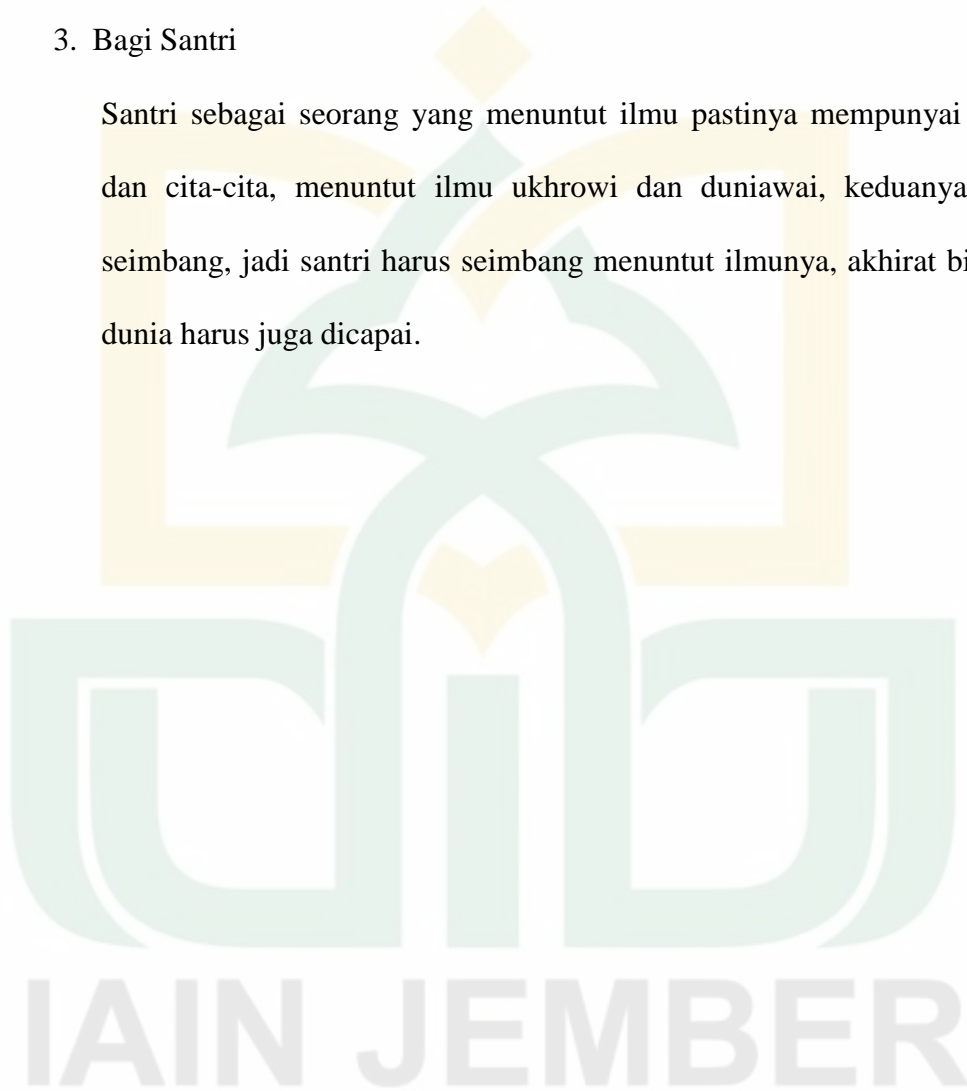 3. Bagi Santri
Santri sebagai seorang yang menuntut ilmu pastinya mempunyai
dan cita-cita, menuntut ilmu ukhrowi dan duniawai, keduanya
seimbang, jadi santri harus seimbang menuntut ilmunya, akhirat
dunia harus juga dicapai.
IAIN JEMBER